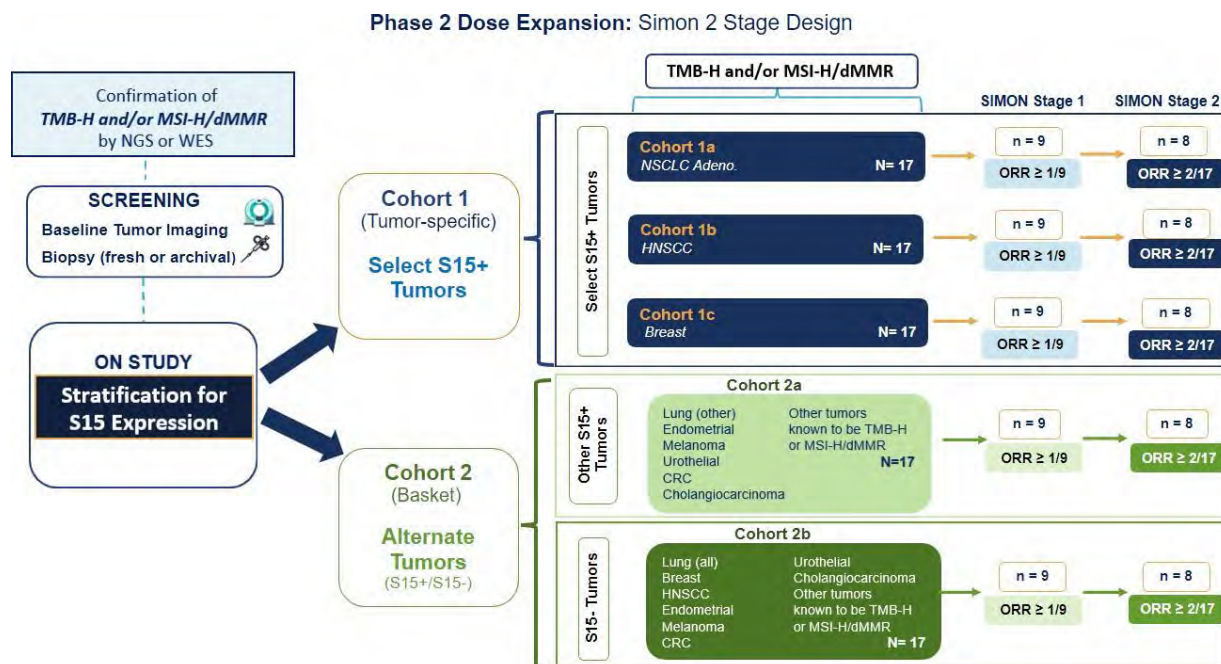 Phase 2 Dose Expansion: Simon 2 Stage Design
Confirmation of
TMB-H and/or MSI-H/dMMR
by NGS or WES
SCREENING
Baseline Tumor Imaging
Biopsy (fresh or archival)
ON STUDY
Stratification for
S15 Expression
Cohort 1
(Tumor-specific)
Select S15+
Tumors
Cohort 2
(Basket)
Alternate
Tumors
(S15+/S15-)
TMB-H and/or MSI-H/dMMR
SIMON Stage 1
SIMON Stage 2
Select S15+ Tumors
Cohort 1a
NSCLC Adeno. N= 17
n = 9
ORR ≥ 1/9
n = 8
ORR ≥ 2/17
Cohort 1b
HNSCC N= 17
n = 9
ORR ≥ 1/9
n = 8
ORR ≥ 2/17
Cohort 1c
Breast N= 17
n = 9
ORR ≥ 1/9
n = 8
ORR ≥ 2/17
Other S15+
Tumors
Cohort 2a
Lung (other)
Endometrial
Melanoma
Urothelial
CRC
Cholangiocarcinoma
Other tumors
known to be TMB-H
or MSI-H/dMMR
N=17
n = 9
ORR ≥ 1/9
n = 8
ORR ≥ 2/17
S15- Tumors
Cohort 2b
Lung (all)
Breast
HNSCC
Endometrial
Melanoma
CRC
Urothelial
Cholangiocarcinoma
Other tumors
known to be TMB-H
or MSI-H/dMMR
N= 17
n = 9
ORR ≥ 1/9
n = 8
ORR ≥ 2/17